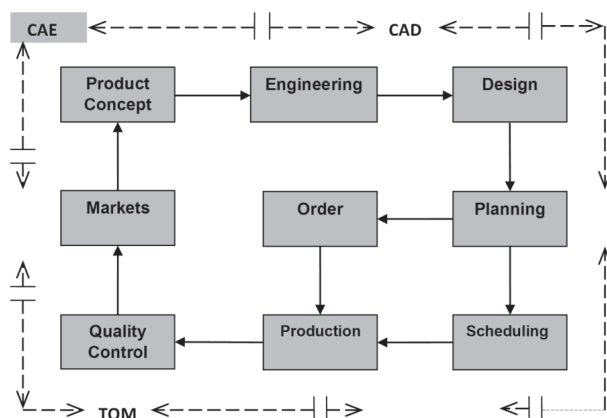 CAE
CAD
Product
Concept
Engineering
Design
Markets
Order
Planning
Quality
Control
Production
Scheduling
TQM